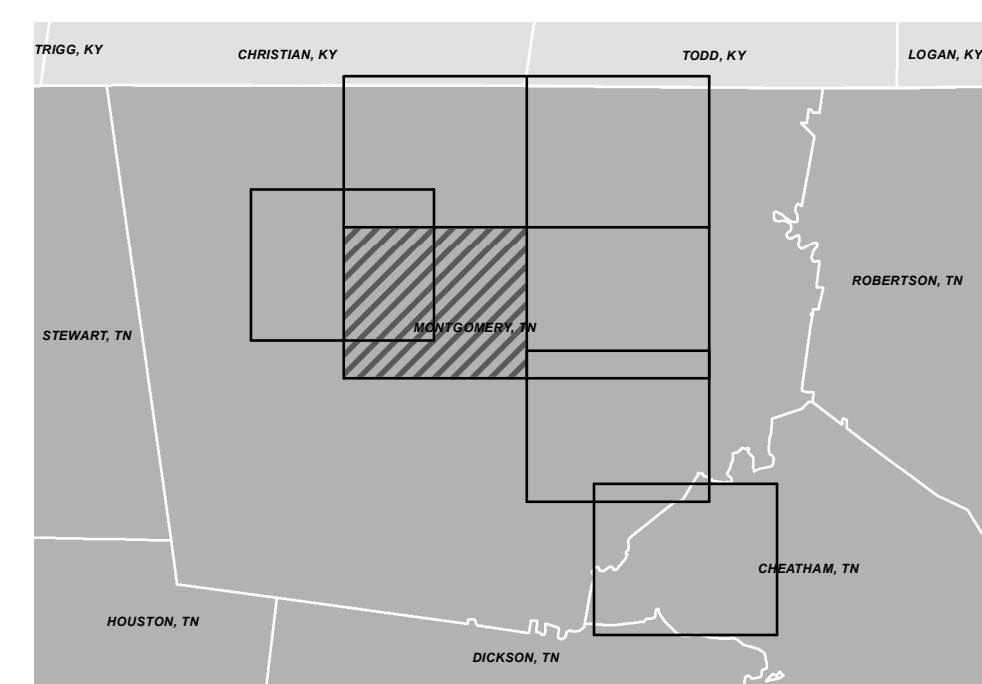 TRIGG, KY
CHRISTIAN, KY
TODD, KY
LOGAN, KY
ROBERTSON, TN
MONTGOMERY, TN
STEWART, TN
CHEATHAM, TN
HOUSTON, TN
DICKSON, TN